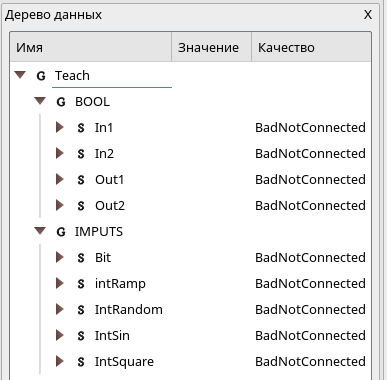 Дерево данных X
Имя Значение Качество
G Teach
G BOOL
S In1 BadNotConnected
S In2 BadNotConnected
S Out1 BadNotConnected
S Out2 BadNotConnected
G IMPUTS
S Bit BadNotConnected
S intRamp BadNotConnected
S IntRandom BadNotConnected
S IntSin BadNotConnected
S IntSquare BadNotConnected